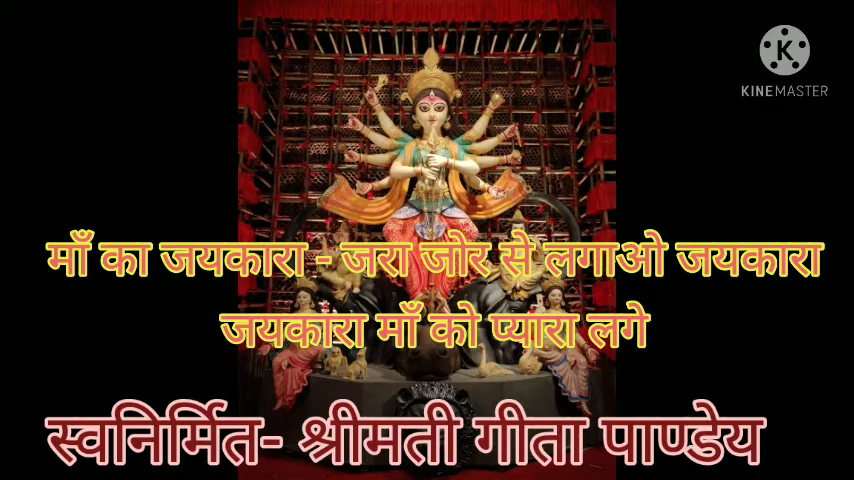 KINEMASTER
माँ का जयकारा - जरा जोर से लगाओ जयकारा
जयकारा माँ को प्यारा लगे
स्वनिर्मित- श्रीमती गीता पाण्डेय